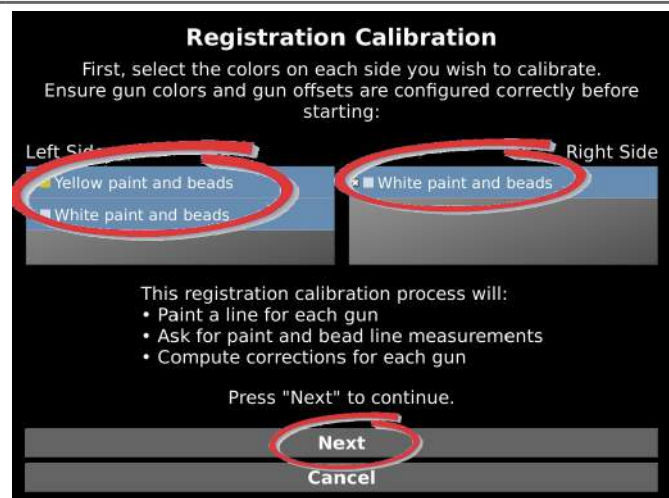 Registration Calibration
First, select the colors on each side you wish to calibrate.
Ensure gun colors and gun offsets are configured correctly before
starting:
Left Side
Right Side
Yellow paint and beads
White paint and beads
White paint and beads
This registration calibration process will:
• Paint a line for each gun
• Ask for paint and bead line measurements
• Compute corrections for each gun
Press "Next" to continue.
Next
Cancel